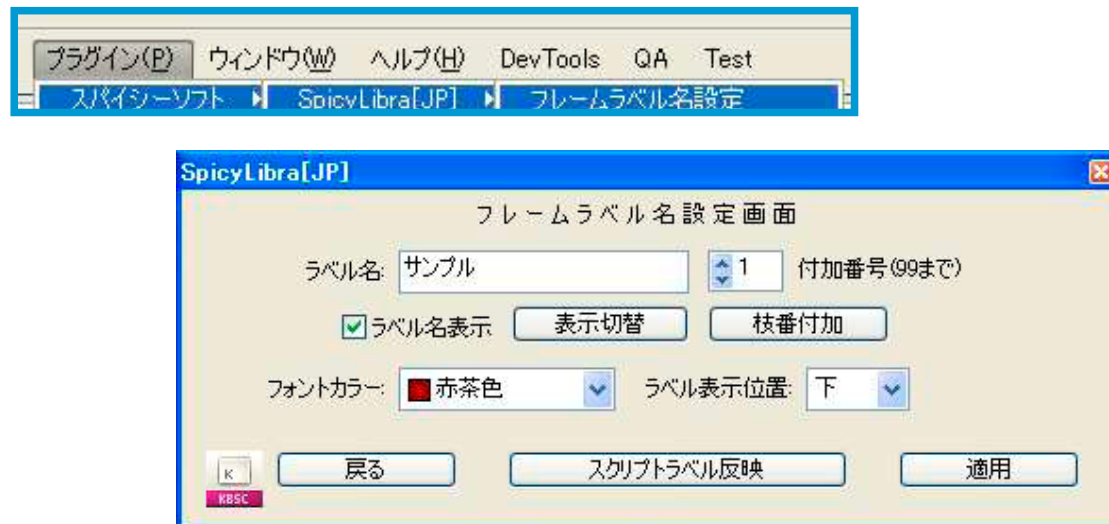 プラグイン(P) ウィンドウ(W) ヘルプ(H) DevTools QA Test
スパイシーソフト SpicyLibra[JP] フレームラベル名設定
SpicyLibra[JP]
フレームラベル名設定画面
ラベル名: サンプル 1 付加番号(99まで)
ラベル名表示 表示切替 枝番付加
フォントカラー: 赤茶色 ラベル表示位置: 下
K 戻る スクリプトラベル反映 適用
KBSC